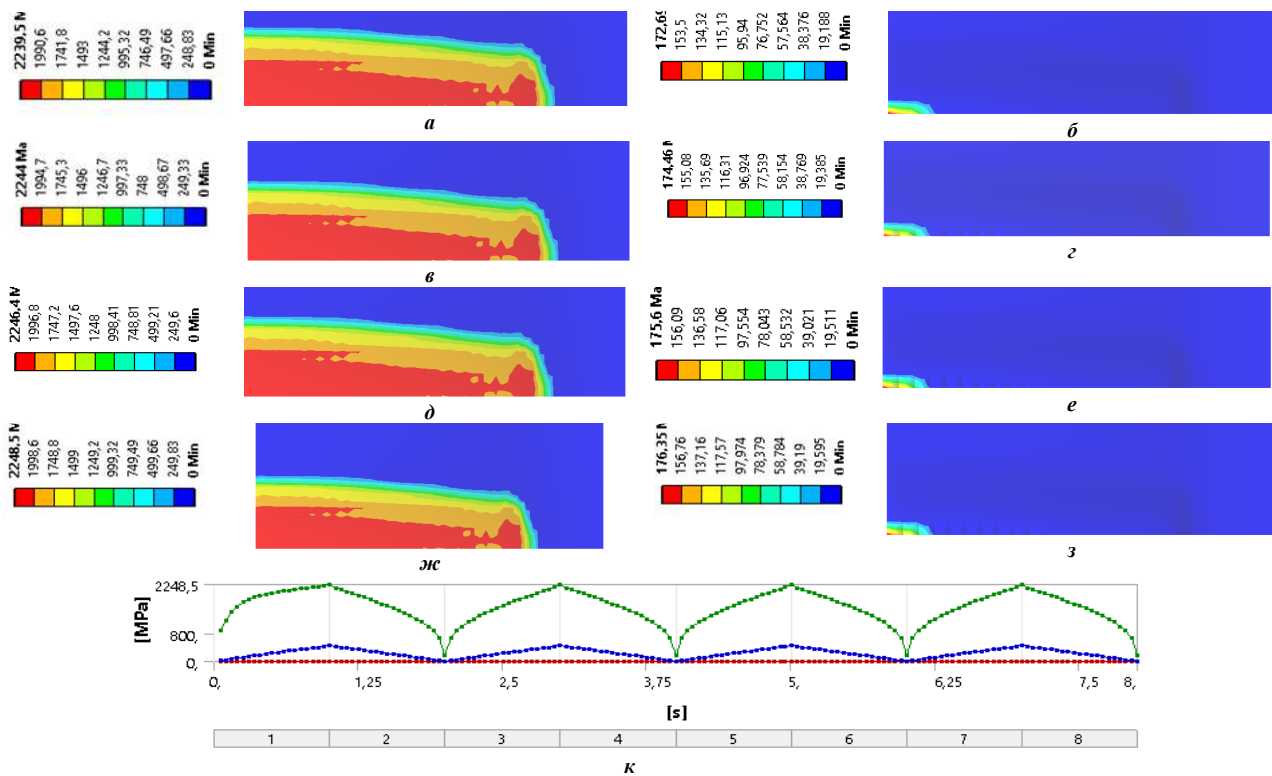 2239,5 M
1990,6
1741,8
1493
1244,2
995,32
746,49
497,66
248,83
0 Min
а
172,69
153,5
134,32
115,13
95,94
76,752
57,564
38,376
19,188
0 Min
б
2244 Ma
1994,7
1745,3
1496
1246,7
997,33
748
498,67
249,33
0 Min
в
174,46 M
155,08
135,69
116,31
96,924
77,539
58,154
38,769
19,385
0 Min
г
2246,4 M
1996,8
1747,2
1497,6
1248
998,41
748,81
499,21
249,6
0 Min
д
175,6 Ma
156,09
136,58
117,06
97,554
78,043
58,532
39,021
19,511
0 Min
е
2248,5 M
1998,6
1748,8
1499
1249,2
999,32
749,49
499,66
249,83
0 Min
ж
176,35 M
156,76
137,16
117,57
97,974
78,379
58,784
39,19
19,595
0 Min
з
2248,5
800,
0,
[MPa]
0, 1,25 2,5 3,75 5, 6,25 7,5 8,
[s]
1 2 3 4 5 6 7 8
к